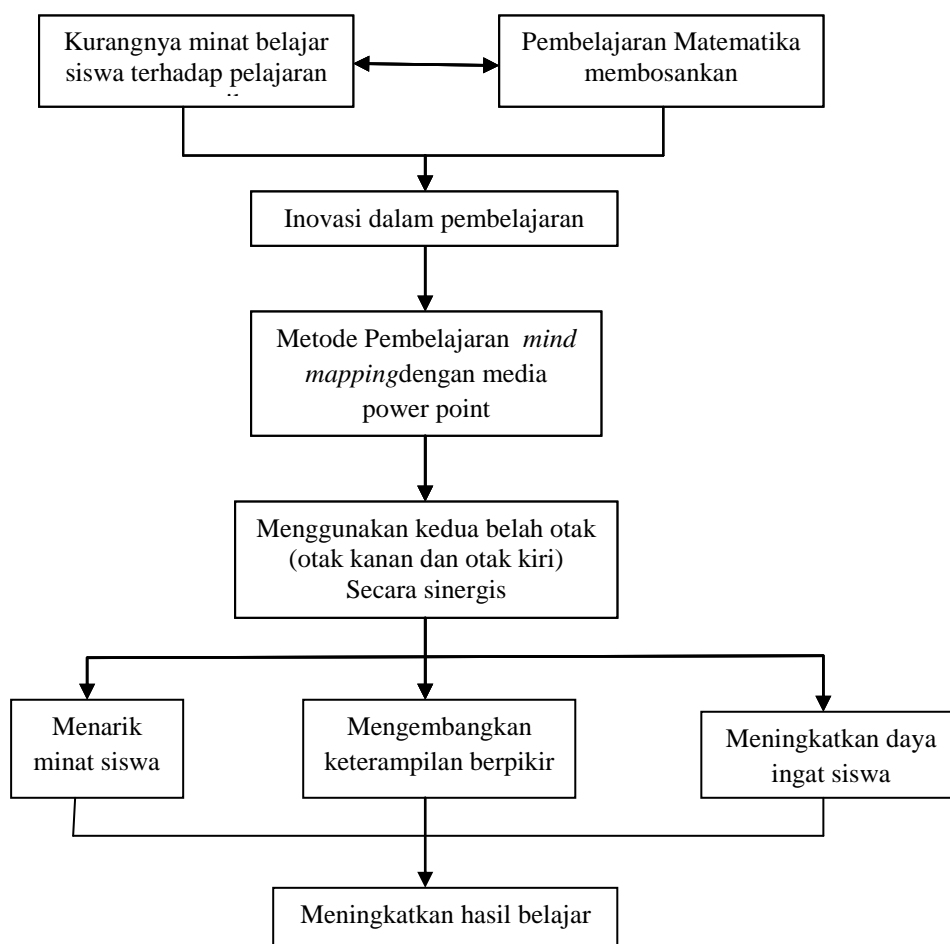 Kurangnya minat belajar
siswa terhadap pelajaran
Pembelajaran Matematika
membosankan
Inovasi dalam pembelajaran
Metode Pembelajaran mind
mappingdengan media
power point
Menggunakan kedua belah otak
(otak kanan dan otak kiri)
Secara sinergis
Menarik
minat siswa
Mengembangkan
keterampilan berpikir
Meningkatkan daya
ingat siswa
Meningkatkan hasil belajar